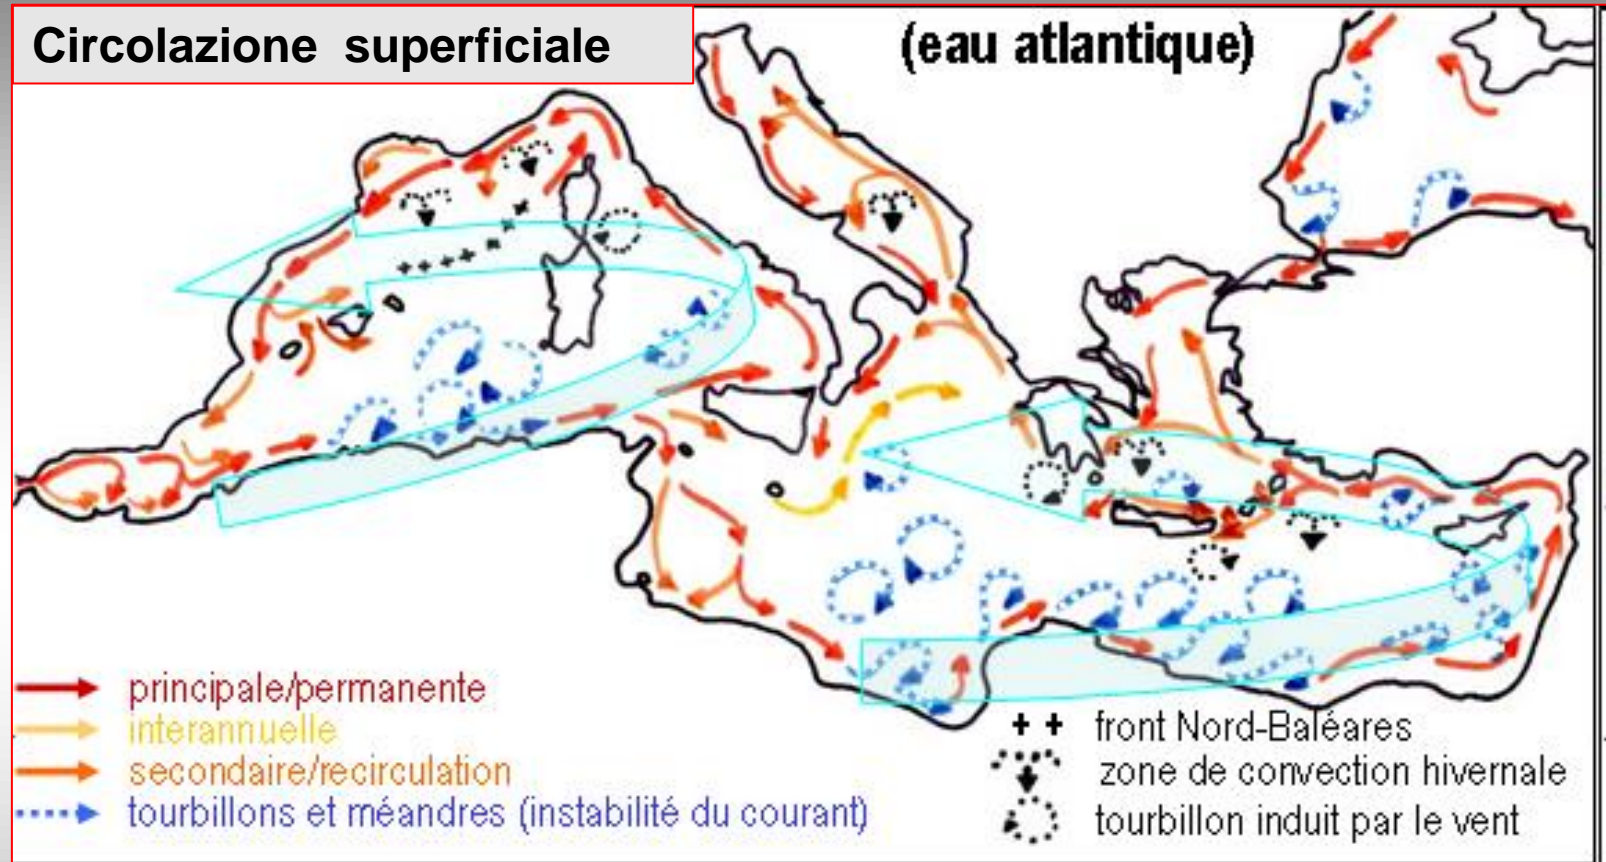 Circolazione superficiale
(eau atlantique)
principale/permanente
interannuelle
secondaire/recirculation
tourbillons et méandres (instabilité du courant)
front Nord-Baléares
zone de convection hivernale
tourbillon induit par le vent